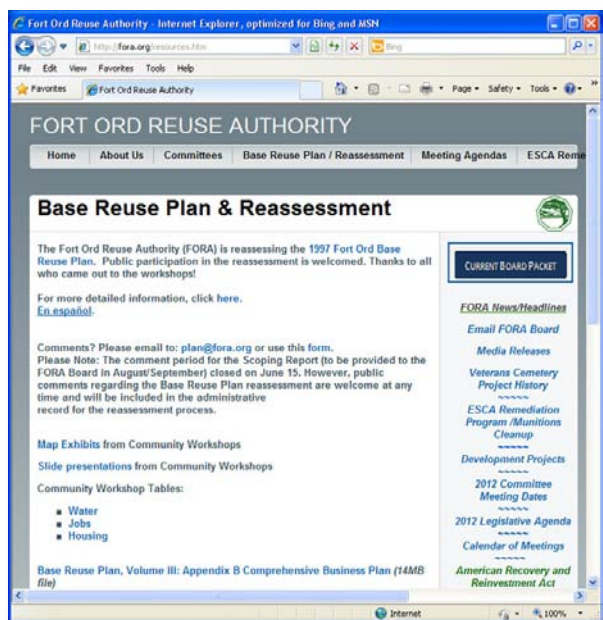 Fort Ord Reuse Authority - Internet Explorer, optimized for Bing and MSN
http://fora.org/resources.htm
Bing
File Edit View Favorites Tools Help
Favorites Fort Ord Reuse Authority Page Safety Tools
FORT ORD REUSE AUTHORITY
Home About Us Committees Base Reuse Plan / Reassessment Meeting Agendas ESCA Reme
Base Reuse Plan & Reassessment
The Fort Ord Reuse Authority (FORA) is reassessing the 1997 Fort Ord Base
Reuse Plan. Public participation in the reassessment is welcomed. Thanks to all
who came out to the workshops!
For more detailed information, click here.
En español.
Comments? Please email to: plan@fora.org or use this form.
Please Note: The comment period for the Scoping Report (to be provided to the
FORA Board in August/September) closed on June 15. However, public
comments regarding the Base Reuse Plan reassessment are welcome at any
time and will be included in the administrative
record for the reassessment process.
Map Exhibits from Community Workshops
Slide presentations from Community Workshops
Community Workshop Tables:
Water
Jobs
Housing
Base Reuse Plan, Volume III: Appendix B Comprehensive Business Plan (14MB
file)
CURRENT BOARD PACKET
FORA News/Headlines
Email FORA Board
Media Releases
Veterans Cemetery
Project History
~~~~~
ESCA Remediation
Program /Munitions
Cleanup
~~~~~
Development Projects
~~~~~
2012 Committee
Meeting Dates
~~~~~
2012 Legislative Agenda
~~~~~
Calendar of Meetings
~~~~~
American Recovery and
Reinvestment Act
Internet 100%